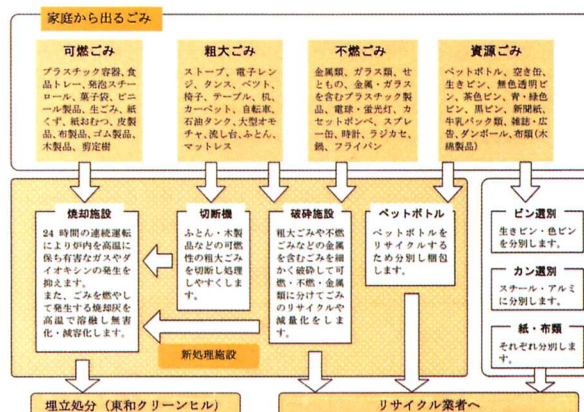 家庭から出るごみ
可燃ごみ
プラスチック容器、食
品トレー、発泡スチー
ロール、菓子袋、ビニ
ール製品、生ごみ、紙
くず、紙おむつ、皮製
品、布製品、ゴム製品、
木製品、剪定樹
粗大ごみ
ストーブ、電子レン
ジ、タンス、ベット、
椅子、テーブル、机、
カーペット、自転車、
石油タンク、大型オモ
チャ、流し台、ふとん、
マットレス
不燃ごみ
金属類、ガラス類、せ
ともの、金属・ガラス
を含むプラスチック製
品、電球・蛍光灯、カ
セットボンベ、スプレ
ー缶、時計、ラジカセ、
鍋、フライパン
資源ごみ
ペットボトル、空き缶、
生きビン、無色透明ビ
ン、茶色ビン、青・緑色
ビン、黒ビン、新聞紙、
牛乳パック類、雑誌・広
告、ダンボール、布類(木
綿製品)
焼却施設
24 時間の連続運転
により炉内を高温に
保ち有害なガスやダ
イオキシンの発生を
抑えます。
また、ごみを燃やし
て発生する焼却灰を
高温で溶融し無害
化・減容化します。
切断機
ふとん・木製
品などの可燃
性の粗大ごみ
を切断し処理
しやすくしま
す。
破砕施設
粗大ごみや不燃
ごみなどの金属
を含むごみを細
かく破砕して可
燃・不燃・金属
類に分けてごみ
のリサイクルや
減量化をしま
す。
ペットボトル
ペットボトルを
リサイクルする
ため分別し梱包
します。
ビン選別
生きビン・色ビン
を分別します。
カン選別
スチール・アルミ
に分別します。
紙・布類
それぞれ分別し
ます。
新処理施設
埋立処分(東和クリーンヒル)
リサイクル業者へ